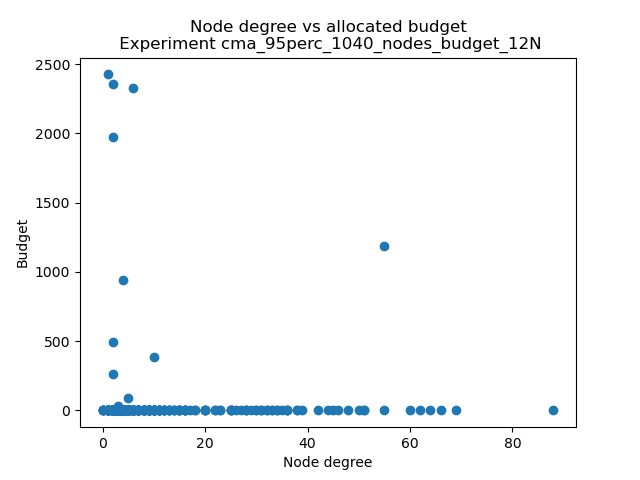 Node degree vs allocated budget
Experiment cma_95perc_1040_nodes_budget_12N
2500
2000
1500
1000
500
0
Budget
0 20 40 60 80
Node degree